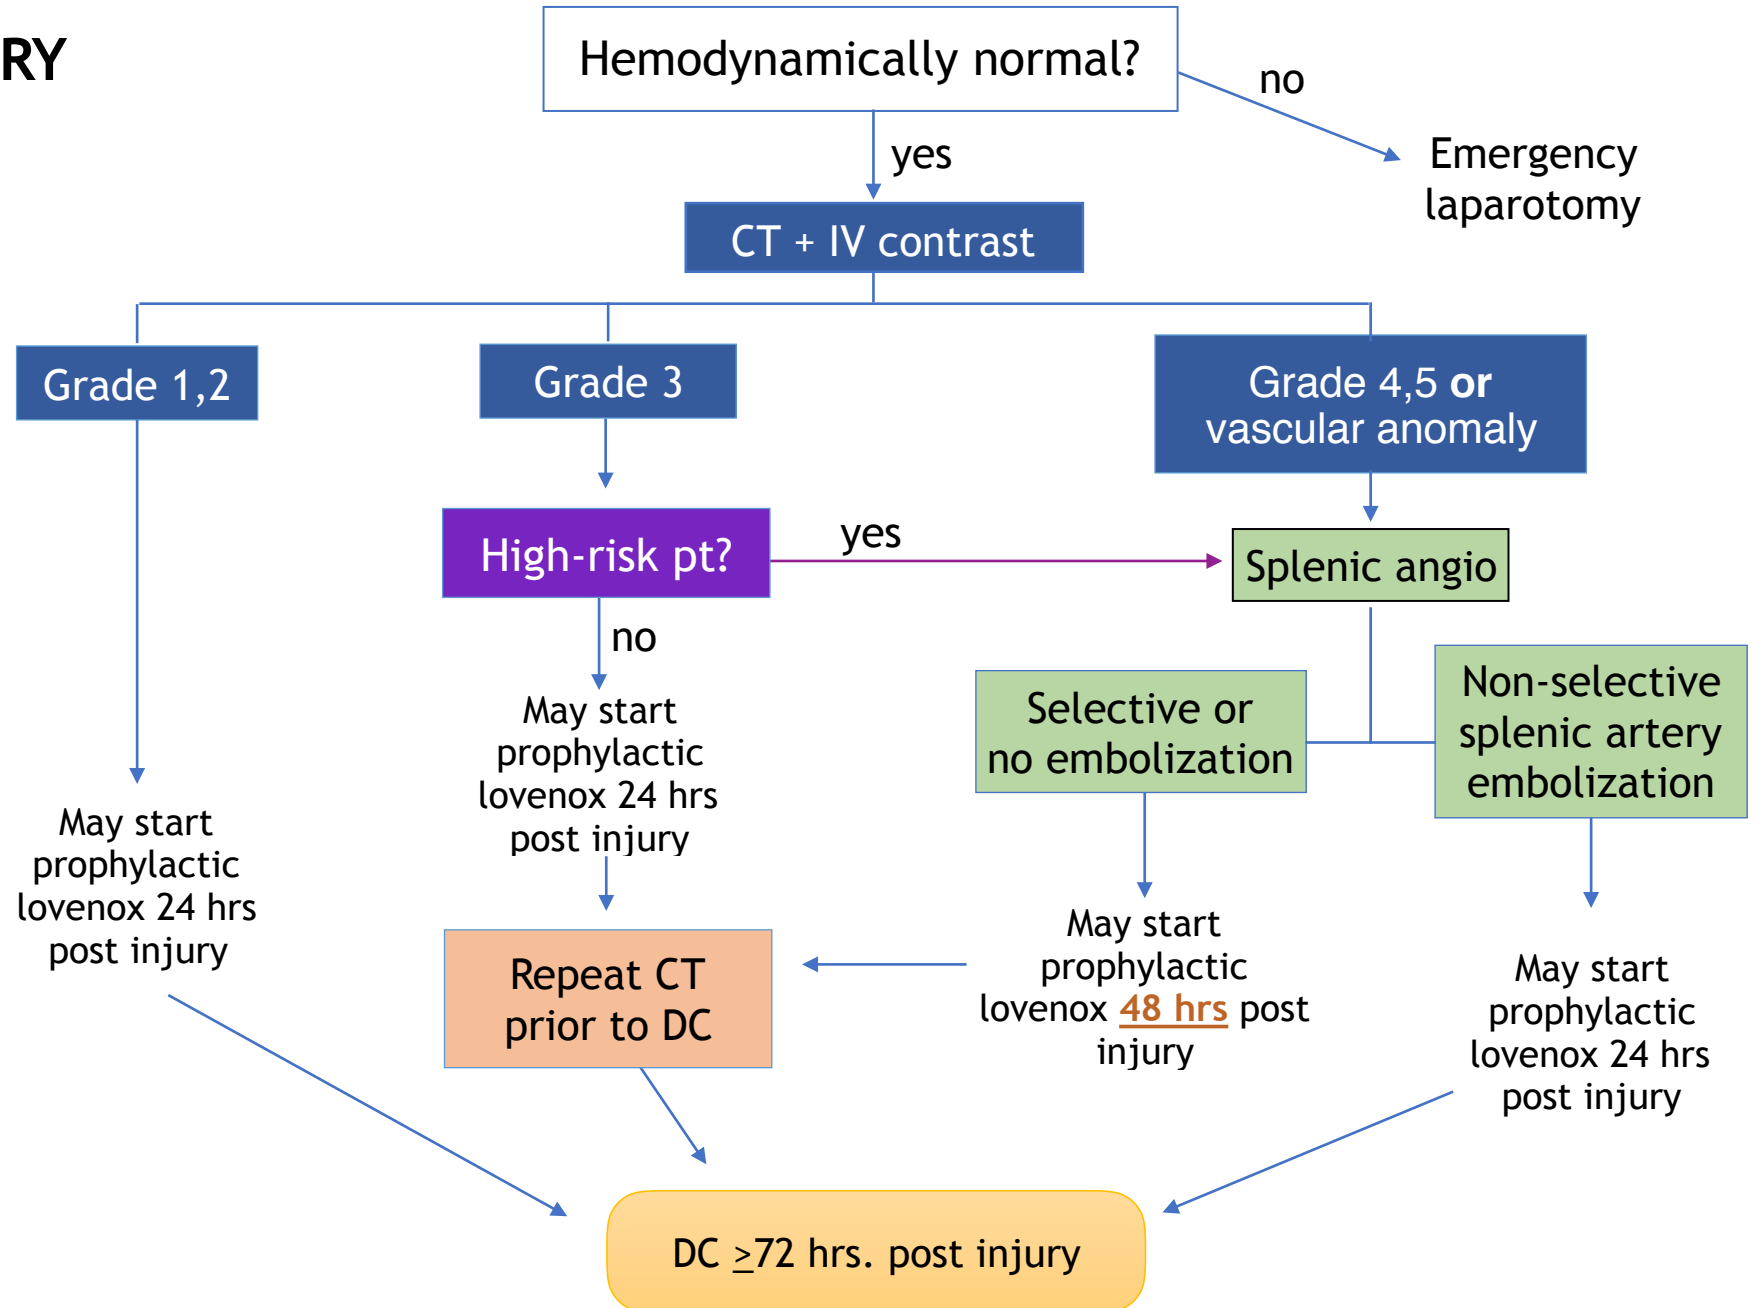 RY
Hemodynamically normal?
no
yes
Emergency
laparotomy
CT + IV contrast
Grade 1,2
Grade 3
Grade 4,5 or
vascular anomaly
High-risk pt?
yes
Splenic angio
no
May start
prophylactic
lovenox 24 hrs
post injury
Selective or
no embolization
Non-selective
splenic artery
embolization
May start
prophylactic
lovenox 24 hrs
post injury
Repeat CT
prior to DC
May start
prophylactic
lovenox 48 hrs post
injury
May start
prophylactic
lovenox 24 hrs
post injury
DC ≥72 hrs. post injury